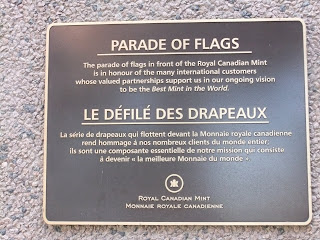 PARADE OF FLAGS
The parade of flags in front of the Royal Canadian Mint
is in honour of the many international customers
whose valued partnerships support us in our ongoing vision
to be the Best Mint in the World.
LE DÉFILÉ DES DRAPEAUX
La série de drapeaux qui flottent devant la Monnaie royale canadienne
rend hommage à nos nombreux clients du monde entier,
ils sont une composante essentielle de notre mission qui consiste
à devenir « la meilleure Monnaie du monde »
ROYAL CANADIAN MINT
MONNAIE ROYALE CANADIENNE